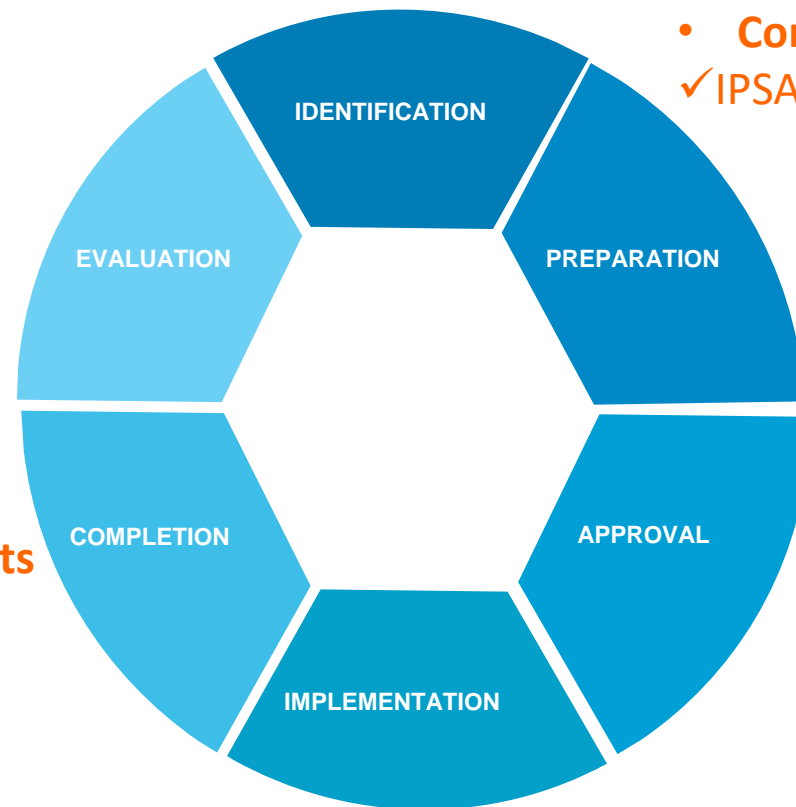 IDENTIFICATION
EVALUATION
PREPARATION
COMPLETION
APPROVAL
IMPLEMENTATION